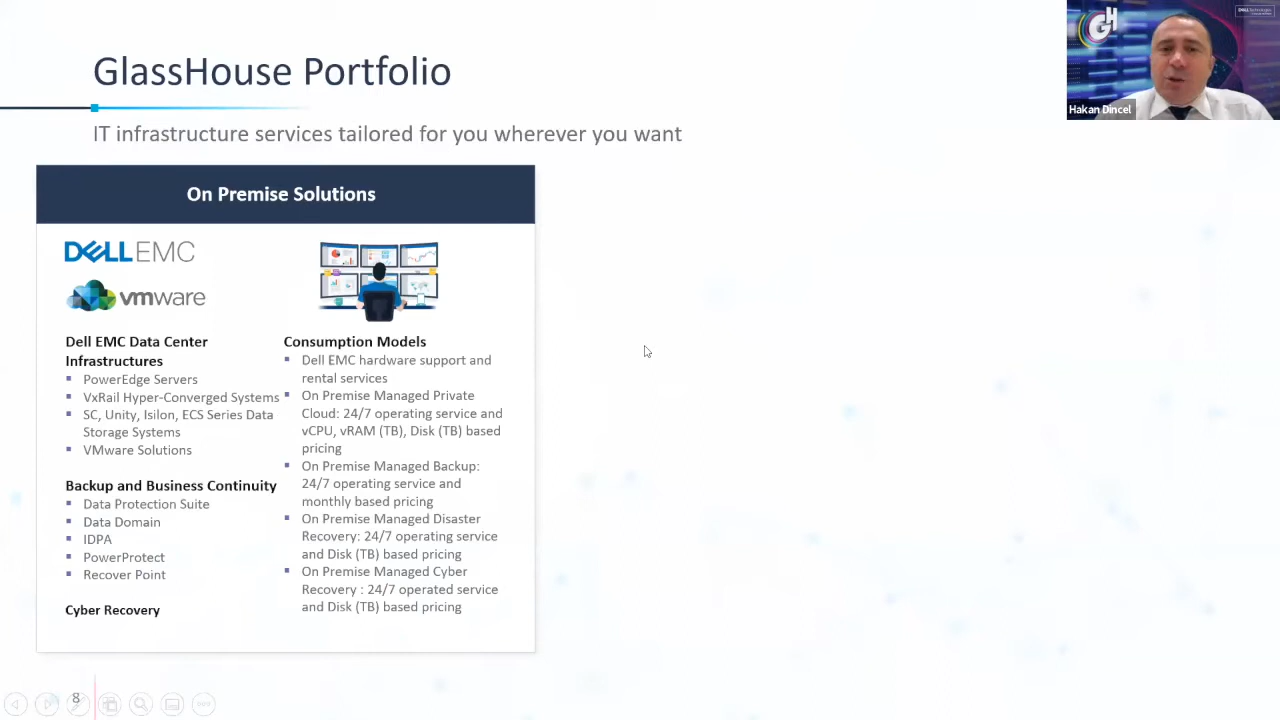 GlassHouse Portfolio
IT infrastructure services tailored for you wherever you want
On Premise Solutions
DELL EMC
vmware
Dell EMC Data Center
Infrastructures
PowerEdge Servers
VxRail Hyper-Converged Systems
SC, Unity, Isilon, ECS Series Data
Storage Systems
VMware Solutions
Backup and Business Continuity
Data Protection Suite
Data Domain
IDPA
PowerProtect
Recover Point
Cyber Recovery
Consumption Models
Dell EMC hardware support and
rental services
On Premise Managed Private
Cloud: 24/7 operating service and
vCPU, vRAM (TB), Disk (TB) based
pricing
On Premise Managed Backup:
24/7 operating service and
monthly based pricing
On Premise Managed Disaster
Recovery: 24/7 operating service
and Disk (TB) based pricing
On Premise Managed Cyber
Recovery : 24/7 operated service
and Disk (TB) based pricing
GH
DELL Technologies
Hakan Dincel
8